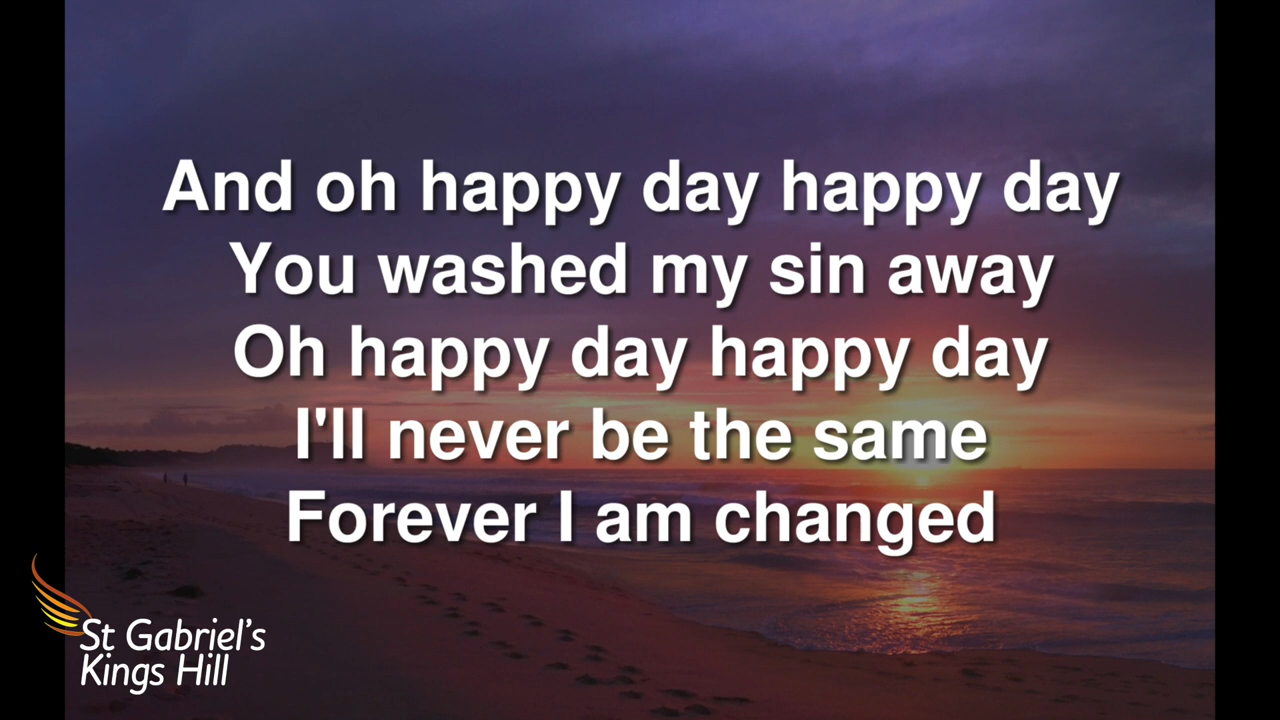 And oh happy day happy day
You washed my sin away
Oh happy day happy day
I'll never be the same
Forever I am changed
St Gabriel's
Kings Hill